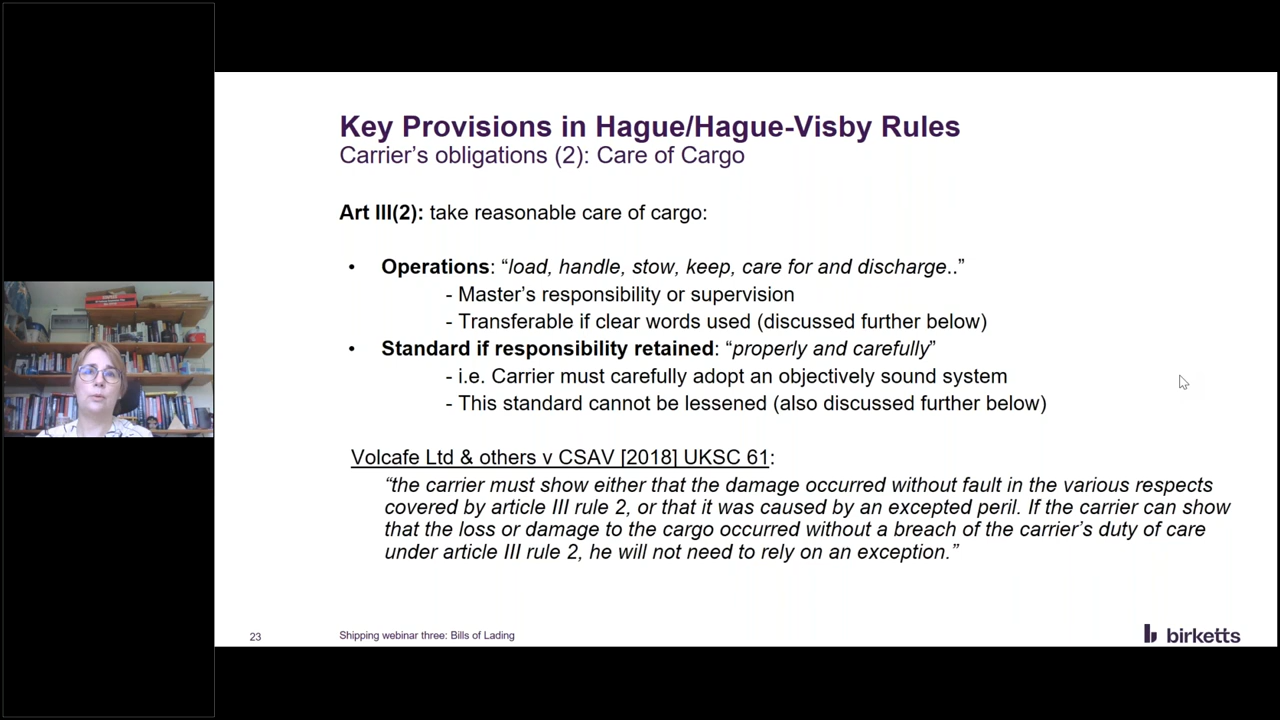 Key Provisions in Hague/Hague-Visby Rules
Carrier's obligations (2): Care of Cargo
Art III(2): take reasonable care of cargo:
• Operations: “load, handle, stow, keep, care for and discharge..”
- Master's responsibility or supervision
- Transferable if clear words used (discussed further below)
• Standard if responsibility retained: “properly and carefully”
- i.e. Carrier must carefully adopt an objectively sound system
- This standard cannot be lessened (also discussed further below)
Volcafe Ltd & others v CSAV [2018] UKSC 61:
“the carrier must show either that the damage occurred without fault in the various respects
covered by article III rule 2, or that it was caused by an excepted peril. If the carrier can show
that the loss or damage to the cargo occurred without a breach of the carrier's duty of care
under article III rule 2, he will not need to rely on an exception.”
23
Shipping webinar three: Bills of Lading
birketts